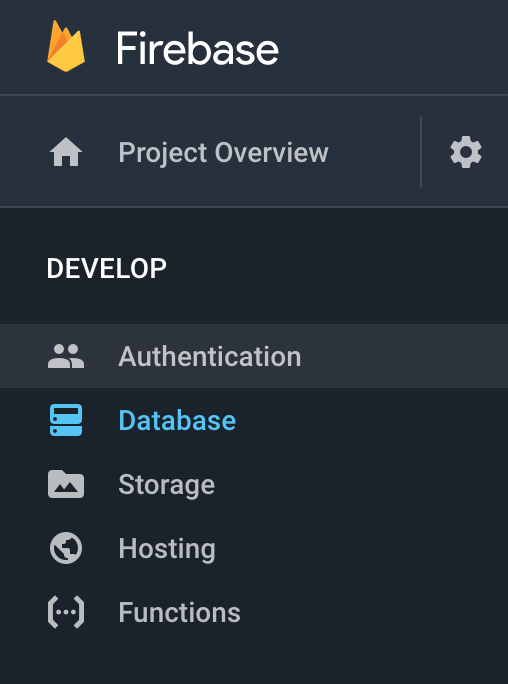 Firebase
Project Overview
DEVELOP
Authentication
Database
Storage
Hosting
Functions